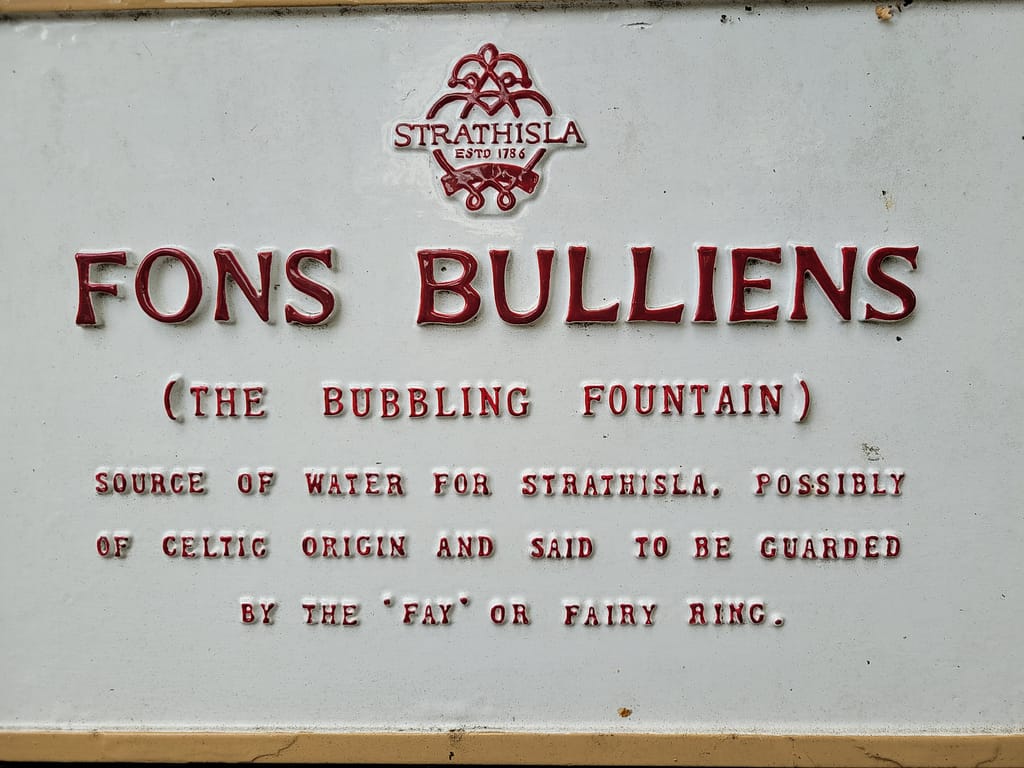 STRATHISLA
ESTD 1786
FONS BULLIENS
(THE BUBBLING FOUNTAIN)
SOURCE OF WATER FOR STRATHISLA. POSSIBLY
OF CELTIC ORIGIN AND SAID TO BE GUARDED
BY THE 'FAY' OR FAIRY RING.